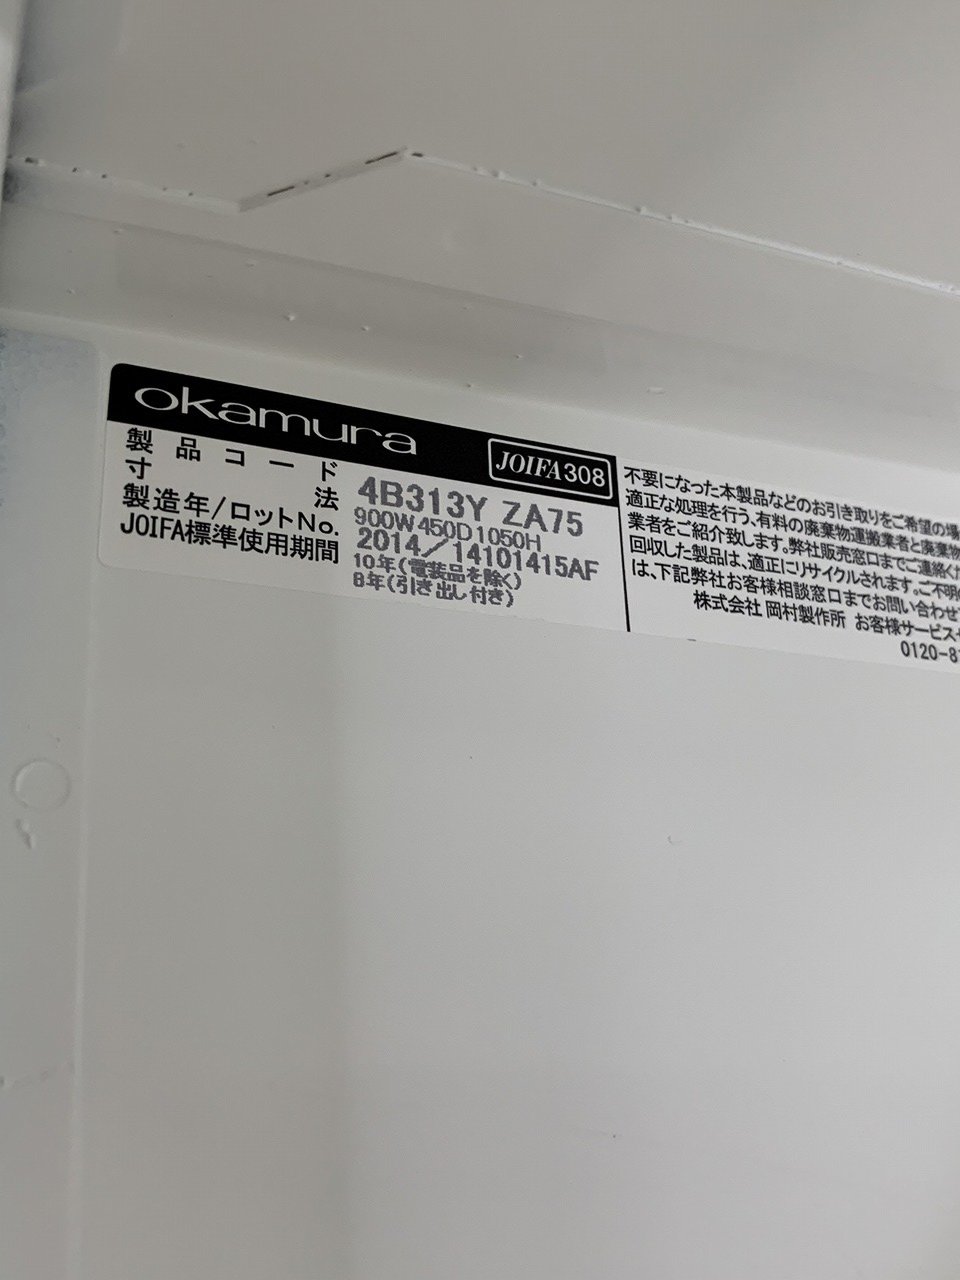 okamura
JOIFA308
製品コード 4B313Y ZA75
寸法 900W450D1050H
製造年/ロットNo. 2014/14101415AF
JOIFA標準使用期間 10年(電装品を除く)
8年(引き出し付き)
不要になった本製品などのお引き取りをご希望の場
適正な処理を行う、有料の廃棄物運搬業者と廃棄物
業者をご紹介致します。弊社販売窓口までご連絡くだ
回収した製品は、適正にリサイクルされます。ご不明
は、下記弊社お客様相談窓口までお問い合わせ
株式会社 岡村製作所 お客様サービス
0120-8